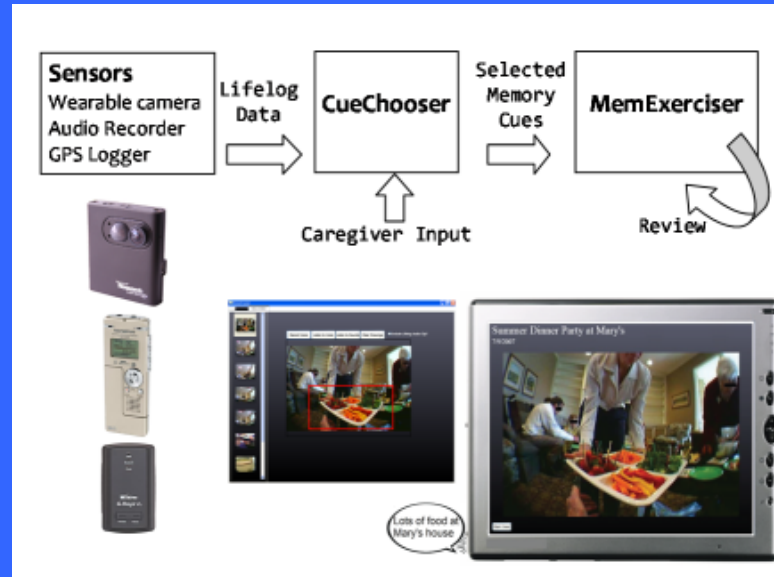 Sensors
Wearable camera
Audio Recorder
GPS Logger
Lifelog
Data
CueChooser
Selected
Memory
Cues
MemExerciser
Caregiver Input
Review
Summer Dinner Party at Mary's
Lots of food at
Mary's house